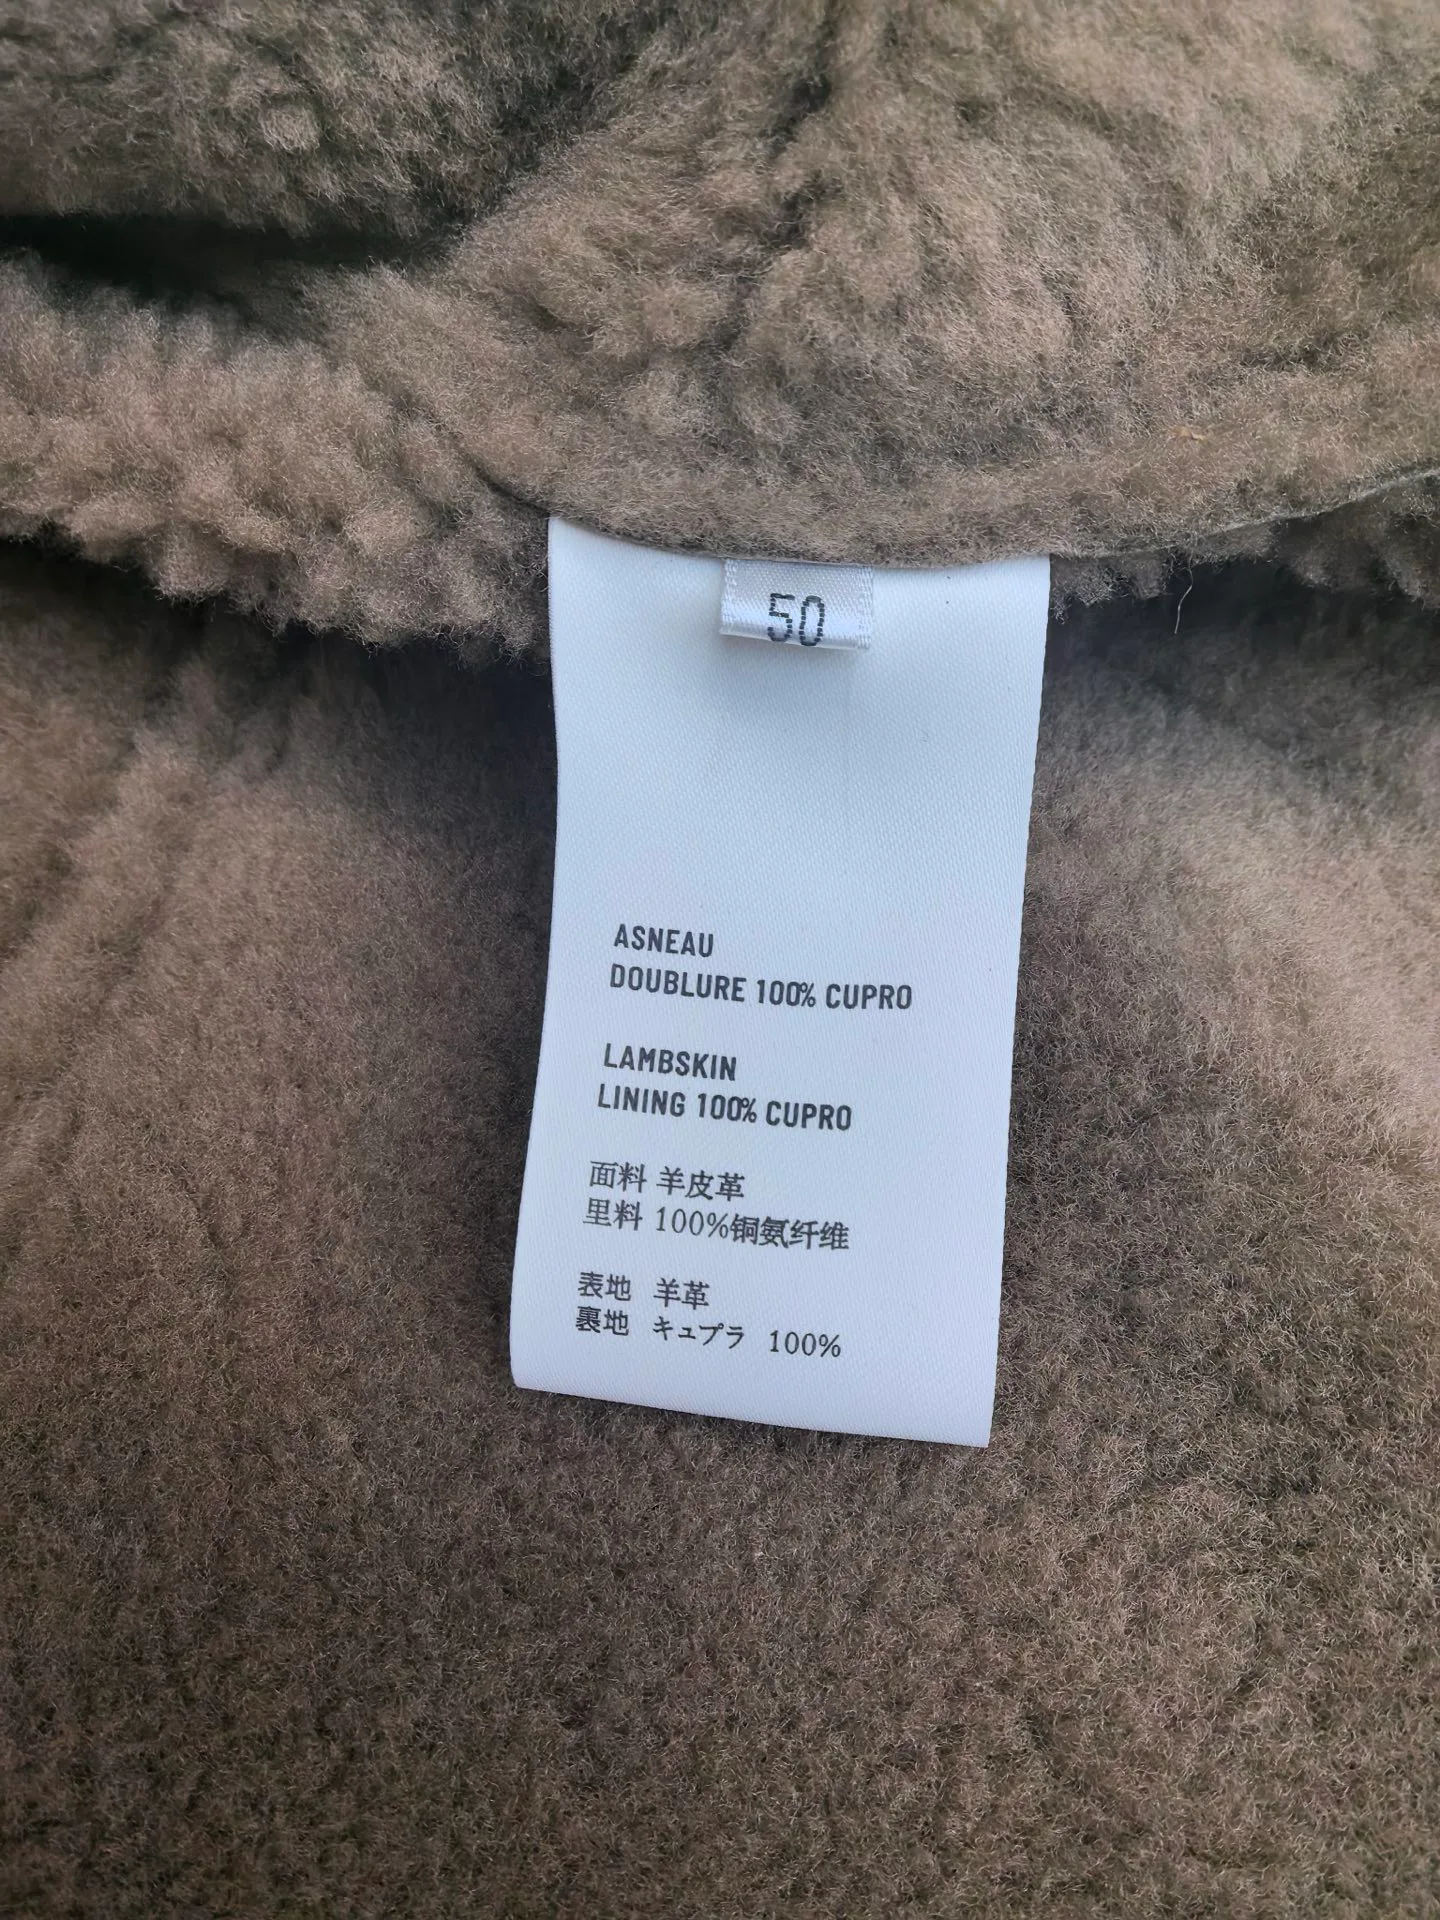 50
ASNEAU
DOUBLURE 100% CUPRO
LAMBSKIN
LINING 100% CUPRO
面料 羊皮革
里料 100%铜氨纤维
表地 羊革
裏地 キュプラ 100%